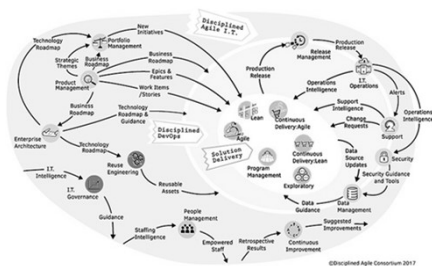 New
Initiatives
Disciplined
Agile I.T.
Technology
Roadmap
Portfolio
Management
Strategic
Themes
Business
Roadmap
Product
Management
Business
Roadmap
Epics &
Features
Work Items
/Stories
Business
Roadmap
Technology
Roadmap
& Guidance
Disciplined
DevOps
Enterprise
Architecture
Technology
Roadmap
Reuse
Engineering
Reusable
Assets
I.T.
Intelligence
I.T.
Governance
Guidance
Staffing
Intelligence
People
Management
Empowered
Staff
Retrospective
Results
Continuous
Improvement
Suggested
Improvements
Production
Release
Release
Management
Production
Release
I.T.
Operations
Operations
Intelligence
Alerts
Support
Intelligence
Operations
Intelligence
Change
Requests
Support
Lean
Agile
Continuous
Delivery:Agile
Solution
Delivery
Continuous
Delivery:Lean
Program
Management
Exploratory
Data
Source
Updates
Security
Security
Guidance
and Tools
Data
Guidance
Data
Management
©Disciplined Agile Consortium 2017